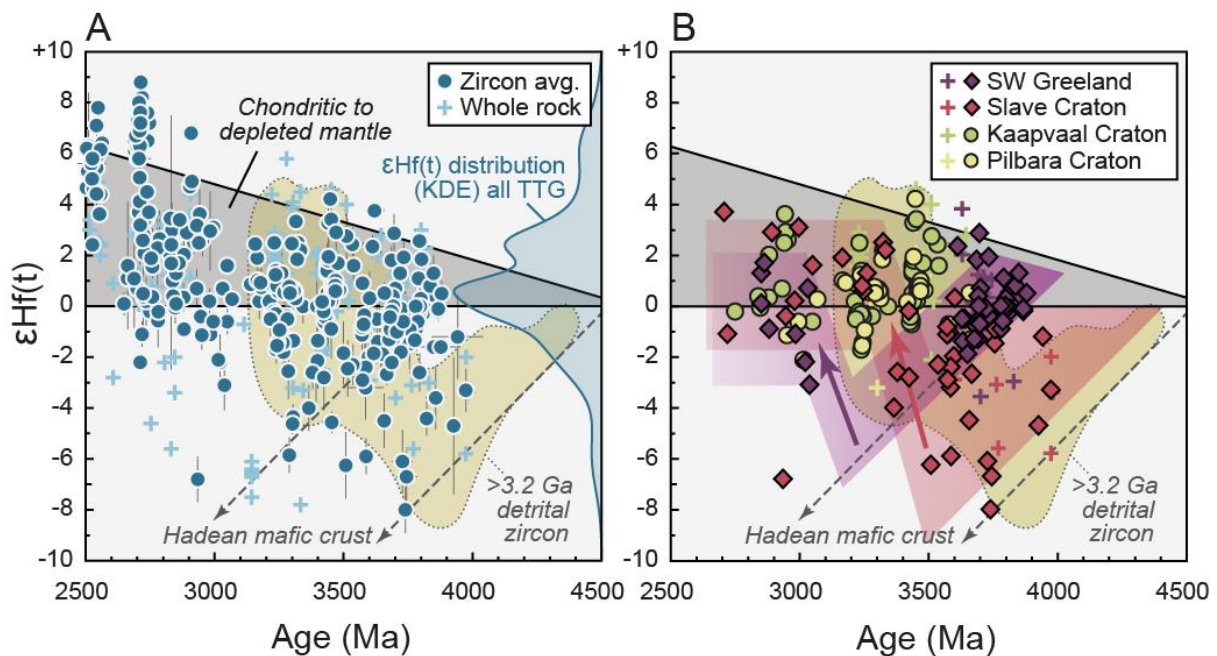 A
+10
8
6
4
2
0
-2
-4
-6
-8
-10
εHf(t)
Zircon avg.
Whole rock
Chondritic to
depleted mantle
εHf(t) distribution
(KDE) all TTG
>3.2 Ga
detrital
zircon
Hadean mafic crust
2500
3000
3500
4000
4500
Age (Ma)
B
+10
8
6
4
2
0
-2
-4
-6
-8
-10
SW Greeland
Slave Craton
Kaapvaal Craton
Pilbara Craton
>3.2 Ga
detrital
zircon
Hadean mafic crust
2500
3000
3500
4000
4500
Age (Ma)